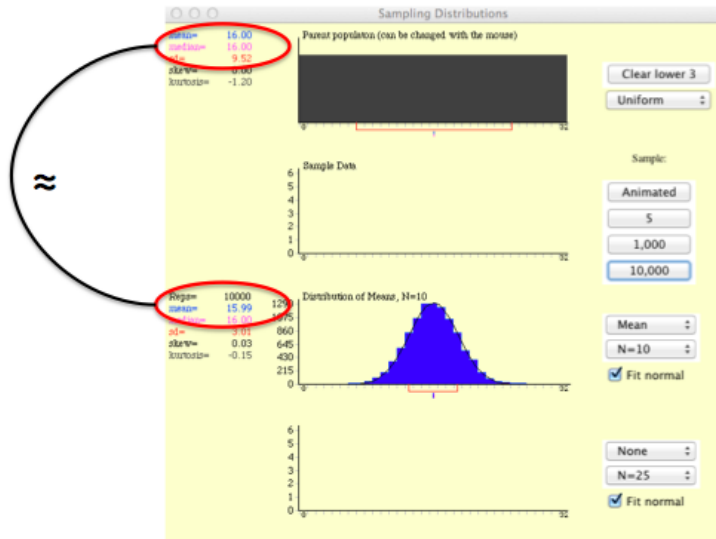 Sampling Distributions
mean= 16.00
median= 16.00
sd= 9.52
skew= 0.00
kurtosis= -1.20
Parent populaton (can be changed with the mouse)
0
32
Clear lower 3
Uniform
≈
Sample Data
6
5
4
3
2
1
0
0
32
Sample:
Animated
5
1,000
10,000
Reps= 10000
mean= 15.99
median= 16.00
sd= 3.01
skew= 0.03
kurtosis= -0.15
Distribution of Means, N=10
1290
1075
860
645
430
215
0
0
32
Mean
N=10
Fit normal
6
5
4
3
2
1
0
0
32
None
N=25
Fit normal